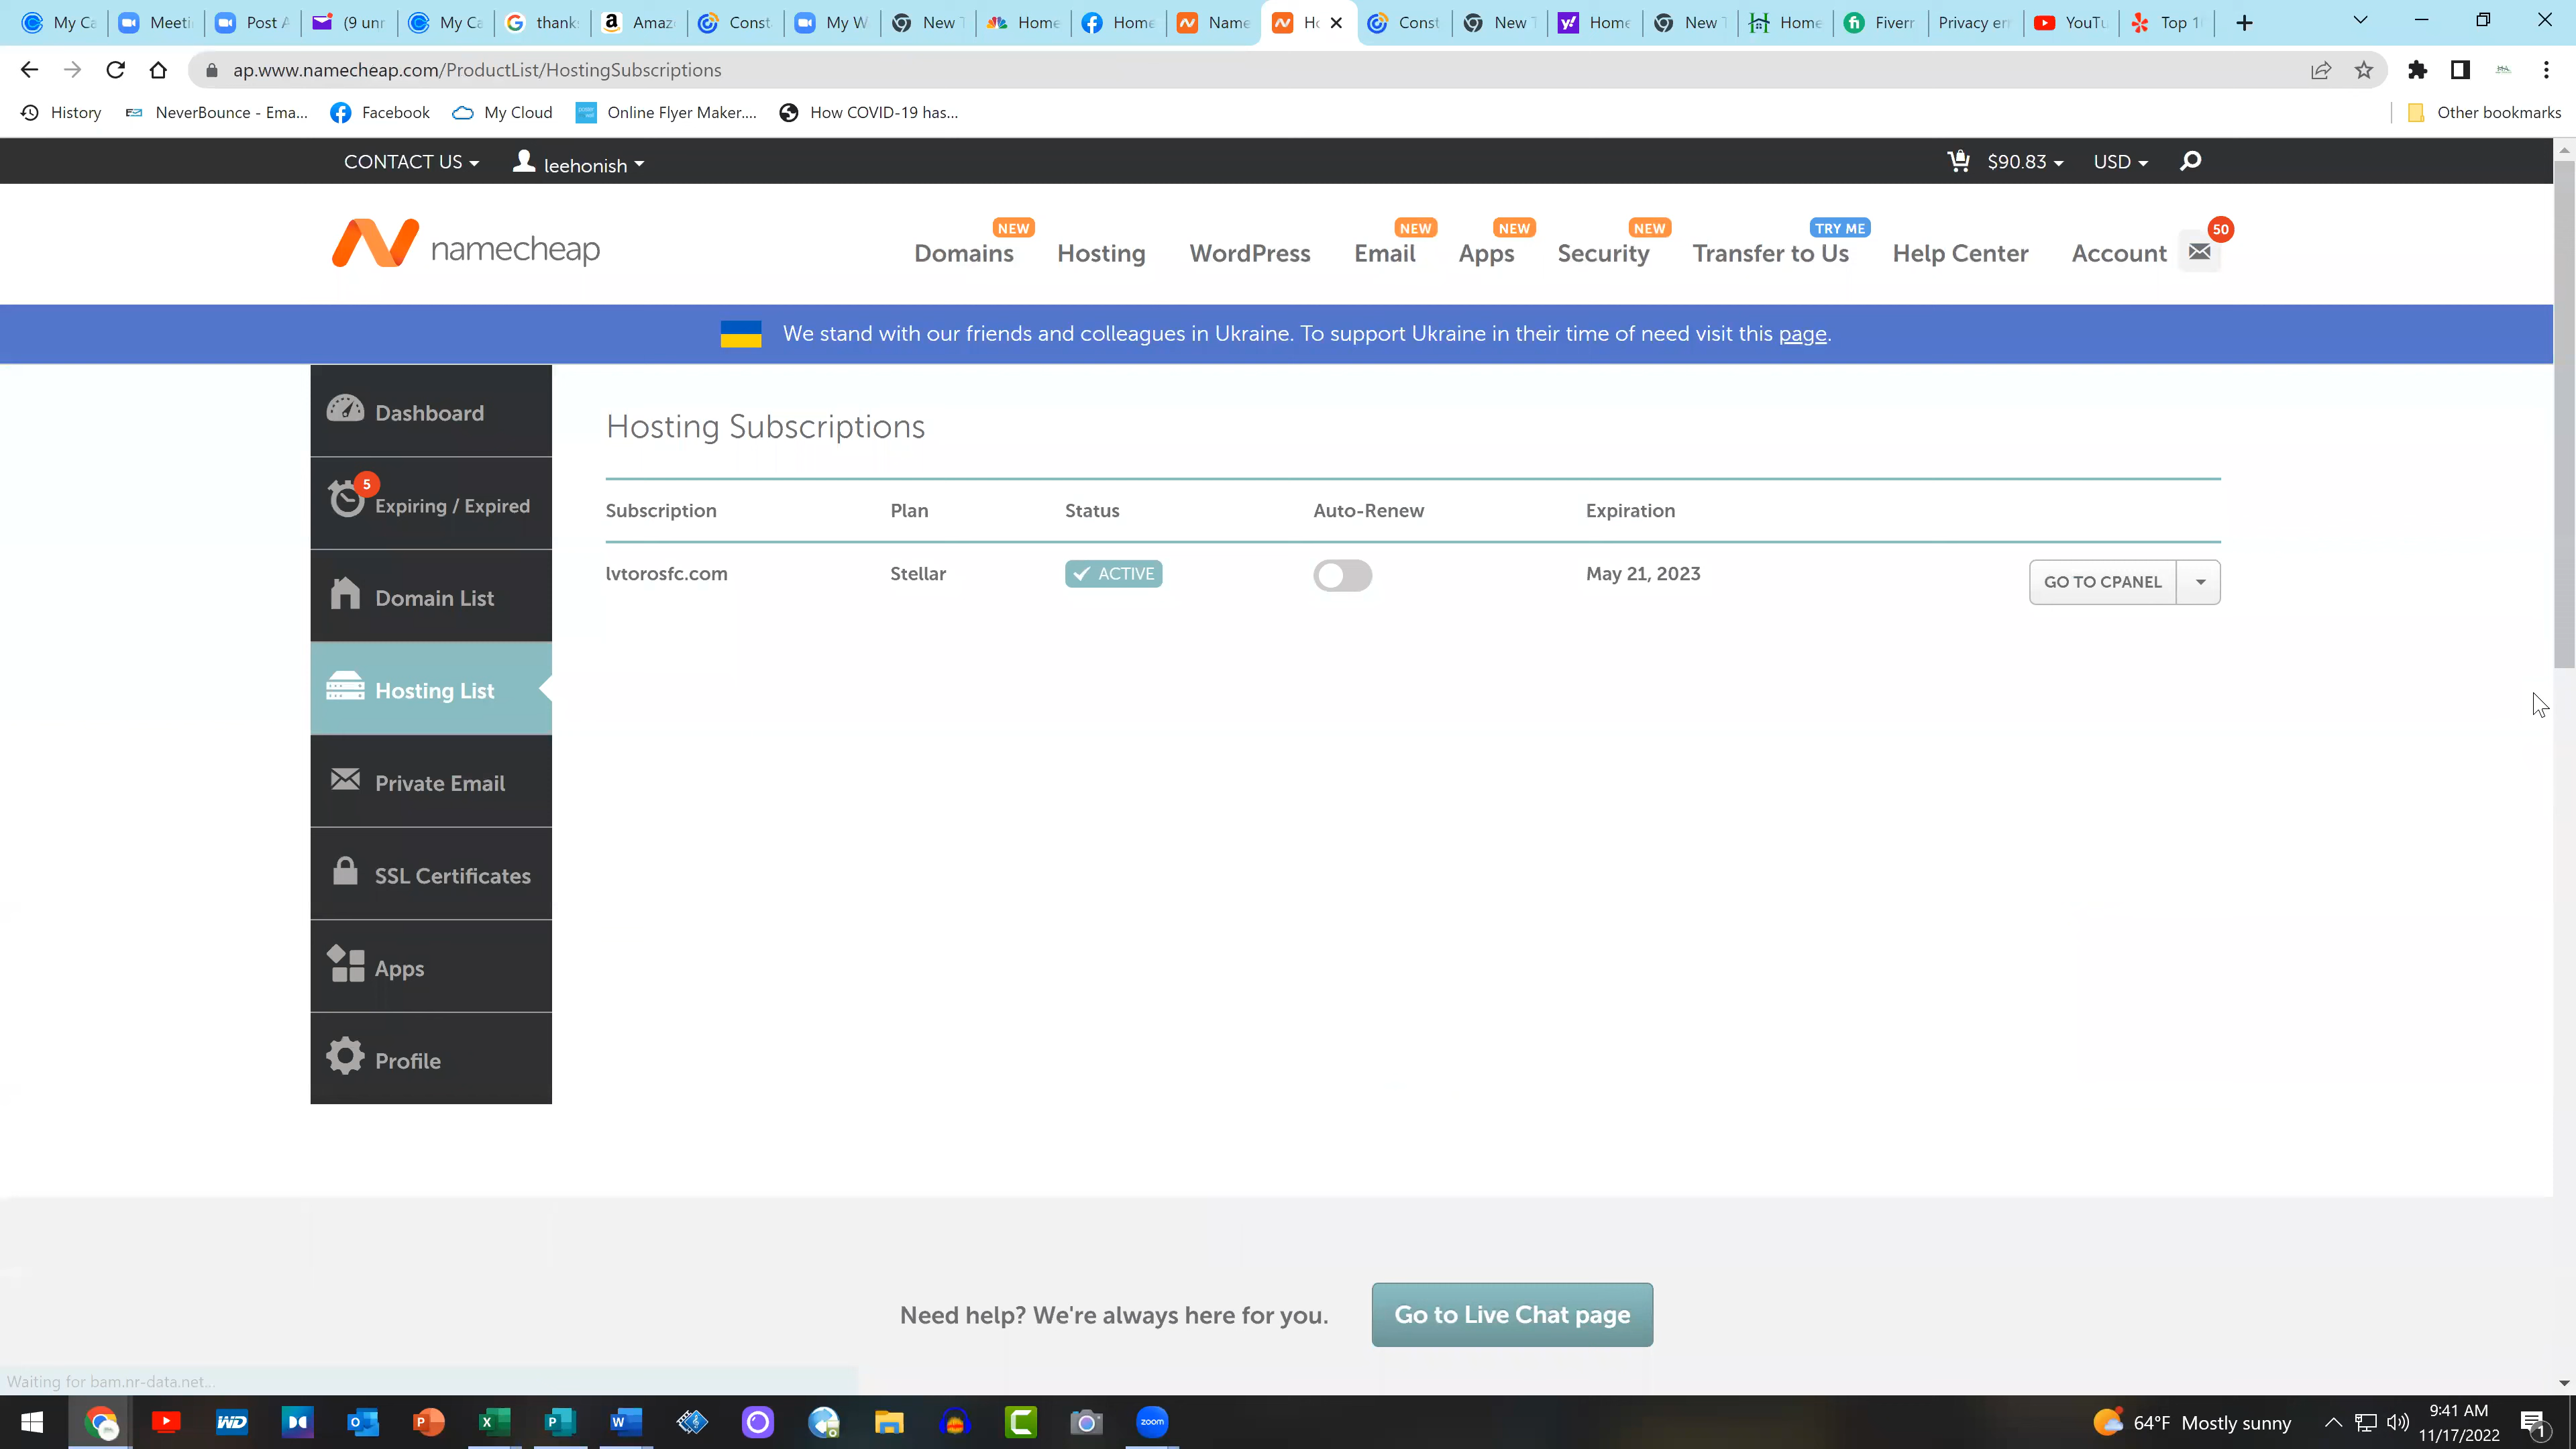 My Ca
Meeti
Post A
(9 unr
My Ca
thank
Amaz
Const
My W
New T
Home
Home
Name
Ho
Const
New T
Home
New T
Home
Fiverr
Privacy err
YouTu
Top 1
ap.www.namecheap.com/ProductList/HostingSubscriptions
History
NeverBounce - Ema...
Facebook
My Cloud
Online Flyer Maker....
How COVID-19 has...
Other bookmarks
CONTACT US
leehonish
$90.83
USD
namecheap
NEW
Domains
Hosting
WordPress
NEW
Email
NEW
Apps
NEW
Security
TRY ME
Transfer to Us
Help Center
Account
50
We stand with our friends and colleagues in Ukraine. To support Ukraine in their time of need visit this page.
Dashboard
5
Expiring / Expired
Domain List
Hosting List
Private Email
SSL Certificates
Apps
Profile
Hosting Subscriptions
Subscription Plan Status Auto-Renew Expiration
lvtorosfc.com Stellar ACTIVE May 21, 2023 GO TO CPANEL
Need help? We're always here for you. Go to Live Chat page
Waiting for bam.nr-data.net...
WD
zoom
64°F Mostly sunny
9:41 AM
11/17/2022
1